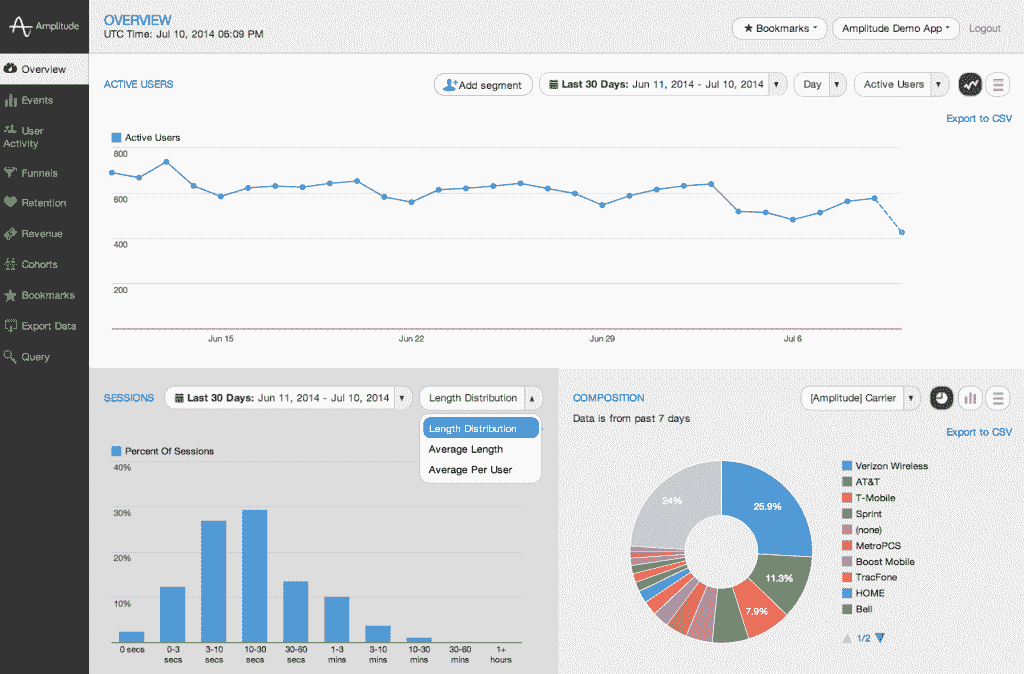 Amplitude
OVERVIEW
UTC Time: Jul 10, 2014 06:09 PM
★ Bookmarks
Amplitude Demo App
Logout
Overview
Events
User
Activity
Funnels
Retention
Revenue
Cohorts
Bookmarks
Export Data
Query
ACTIVE USERS
Add segment
Last 30 Days: Jun 11, 2014 - Jul 10, 2014
Day
Active Users
Export to CSV
Active Users
800
600
400
200
Jun 15
Jun 22
Jun 29
Jul 6
SESSIONS
Last 30 Days: Jun 11, 2014 - Jul 10, 2014
Length Distribution
Length Distribution
Average Length
Average Per User
Percent Of Sessions
40%
30%
20%
10%
0 secs
0-3
secs
3-10
secs
10-30
secs
30-60
secs
1-3
mins
3-10
mins
10-30
mins
30-60
mins
1+
hours
COMPOSITION
[Amplitude] Carrier
Data is from past 7 days
Export to CSV
24%
25.9%
11.3%
7.9%
Verizon Wireless
AT&T
T-Mobile
Sprint
(none)
MetroPCS
Boost Mobile
TracFone
HOME
Bell
1/2